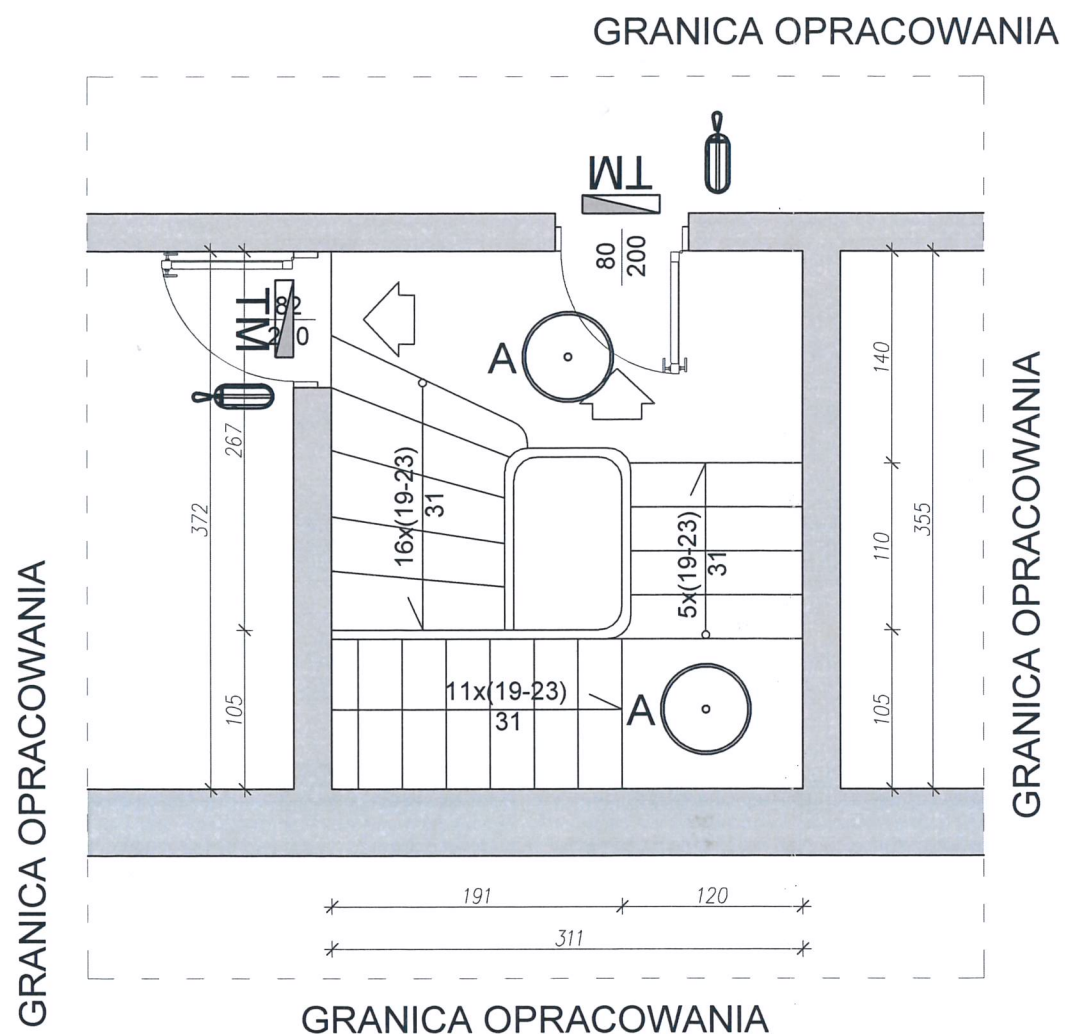 GRANICA OPRACOWANIA
TM
80
200
TM
82
A
140
267
372
16x(19-23)
31
5x(19-23)
31
110
355
GRANICA OPRACOWANIA
GRANICA OPRACOWANIA
105
11x(19-23)
31
A
105
191
120
311
GRANICA OPRACOWANIA